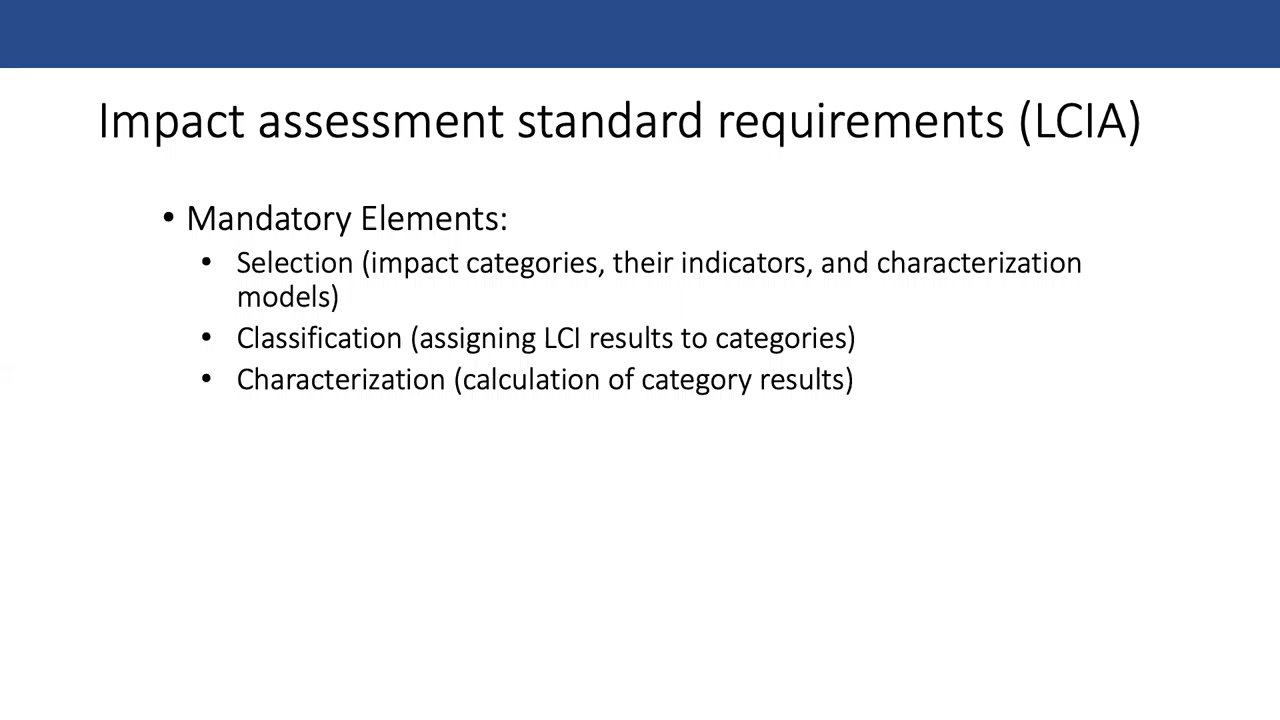 Impact assessment standard requirements (LCIA)
• Mandatory Elements:
• Selection (impact categories, their indicators, and characterization
models)
• Classification (assigning LCI results to categories)
• Characterization (calculation of category results)